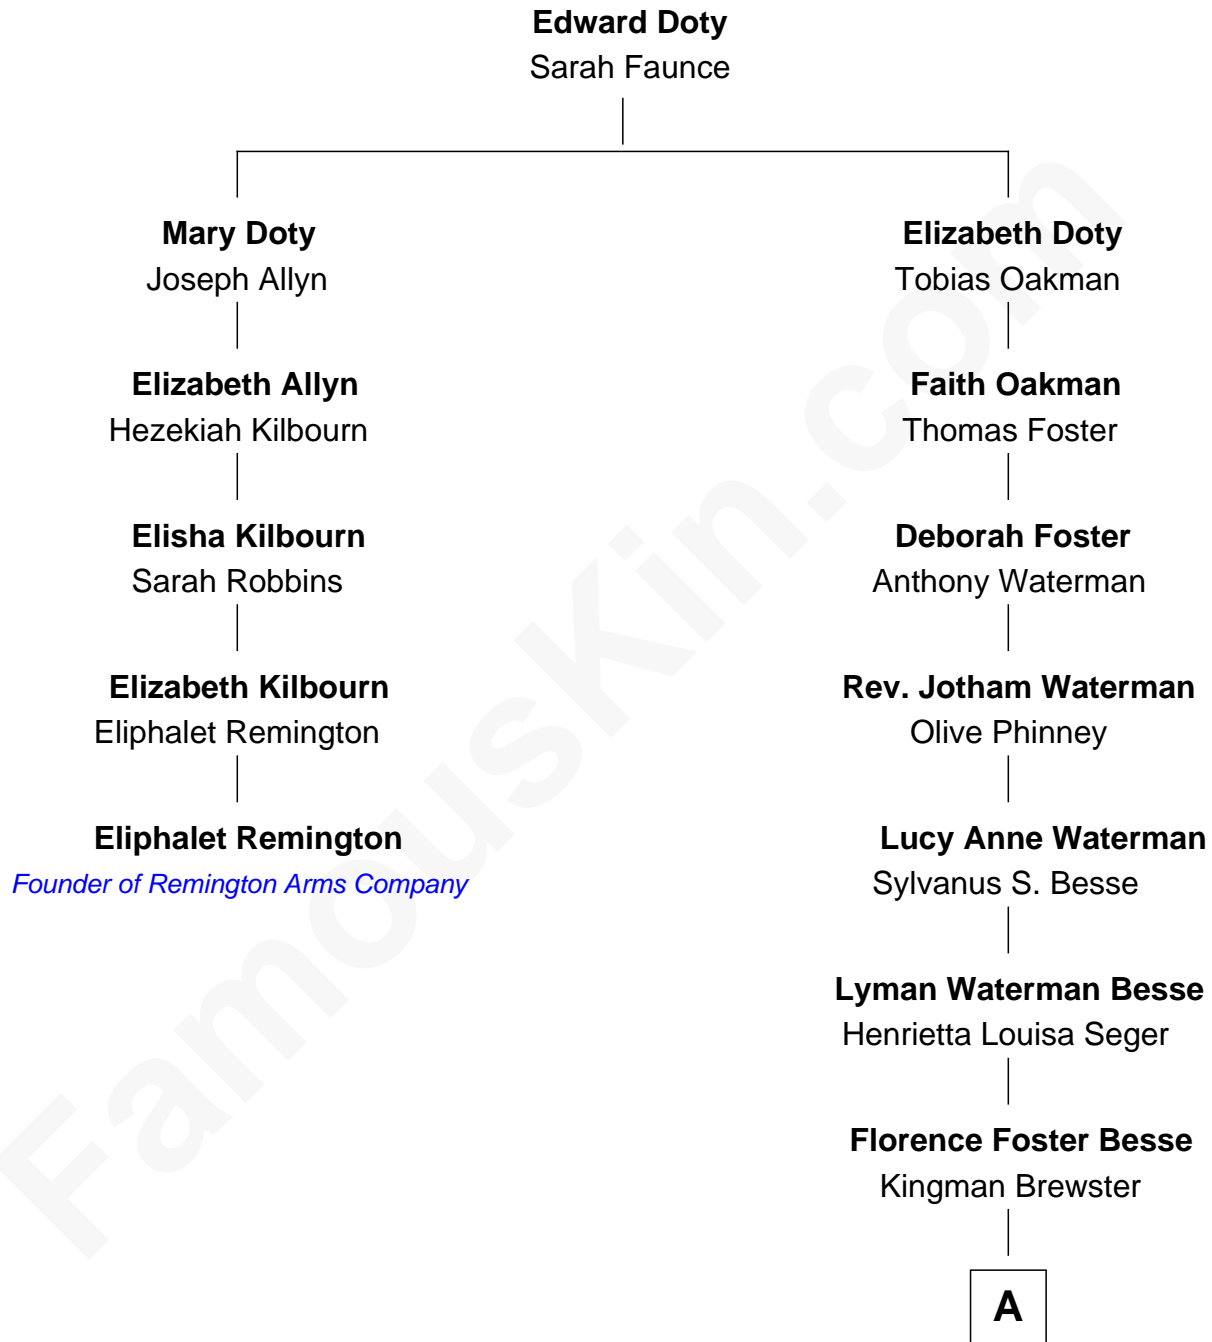 Edward Doty
Sarah Faunce
Mary Doty
Joseph Allyn
Elizabeth Doty
Tobias Oakman
Elizabeth Allyn
Hezekiah Kilbourn
Faith Oakman
Thomas Foster
Elisha Kilbourn
Sarah Robbins
Deborah Foster
Anthony Waterman
Elizabeth Kilbourn
Eliphalet Remington
Rev. Jotham Waterman
Olive Phinney
Eliphalet Remington
Founder of Remington Arms Company
Lucy Anne Waterman
Sylvanus S. Besse
Lyman Waterman Besse
Henrietta Louisa Seger
Florence Foster Besse
Kingman Brewster
A
FamousKin.com